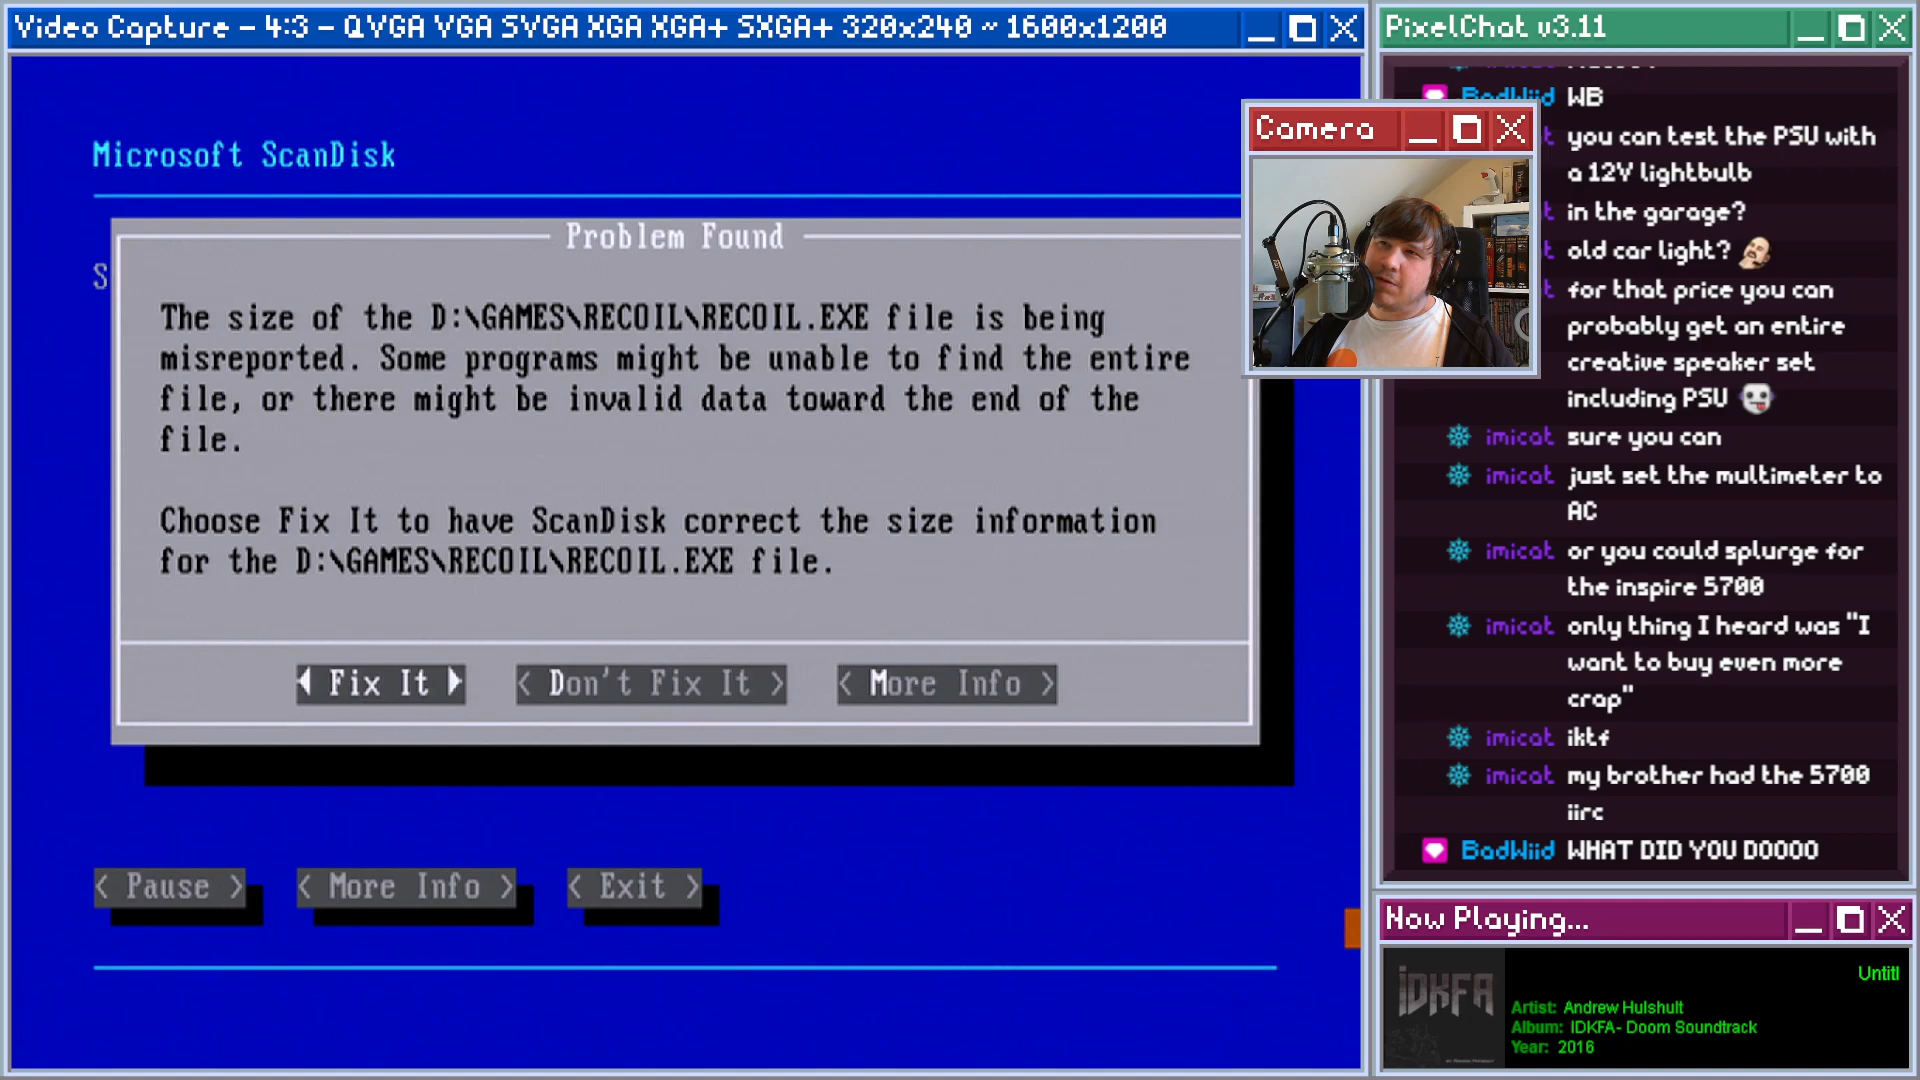 Video Capture - 4:3 - QVGA VGA SVGA XGA XGA+ SXGA+ 320x240 ~ 1600x1200
Microsoft ScanDisk
S
Problem Found
The size of the D:\GAMES\RECOIL\RECOIL.EXE file is being
misreported. Some programs might be unable to find the entire
file, or there might be invalid data toward the end of the
file.
Choose Fix It to have ScanDisk correct the size information
for the D:\GAMES\RECOIL\RECOIL.EXE file.
Fix It
< Don't Fix It >
< More Info >
< Pause >
< More Info >
< Exit >
Camera
PixelChat v3.11
BadWiid WB
t you can test the PSU with
a 12V lightbulb
t in the garage?
t old car light?
t for that price you can
probably get an entire
creative speaker set
including PSU
imicat sure you can
imicat just set the multimeter to
AC
imicat or you could splurge for
the inspire 5700
imicat only thing I heard was "I
want to buy even more
crap"
imicat iktf
imicat my brother had the 5700
iirc
BadWiid WHAT DID YOU DOOOO
Now Playing...
IDKFA
Untitl
Artist: Andrew Hulshult
Album: IDKFA- Doom Soundtrack
Year: 2016